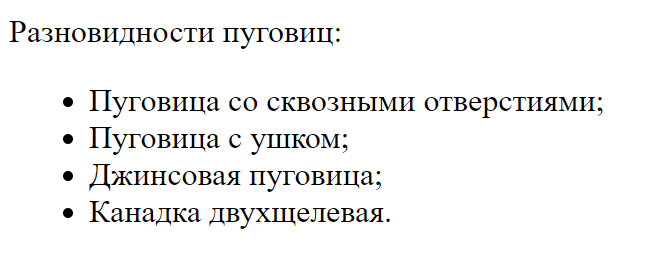 Разновидности пуговиц:
• Пуговица со сквозными отверстиями;
• Пуговица с ушком;
• Джинсовая пуговица;
• Канадка двухщелевая.